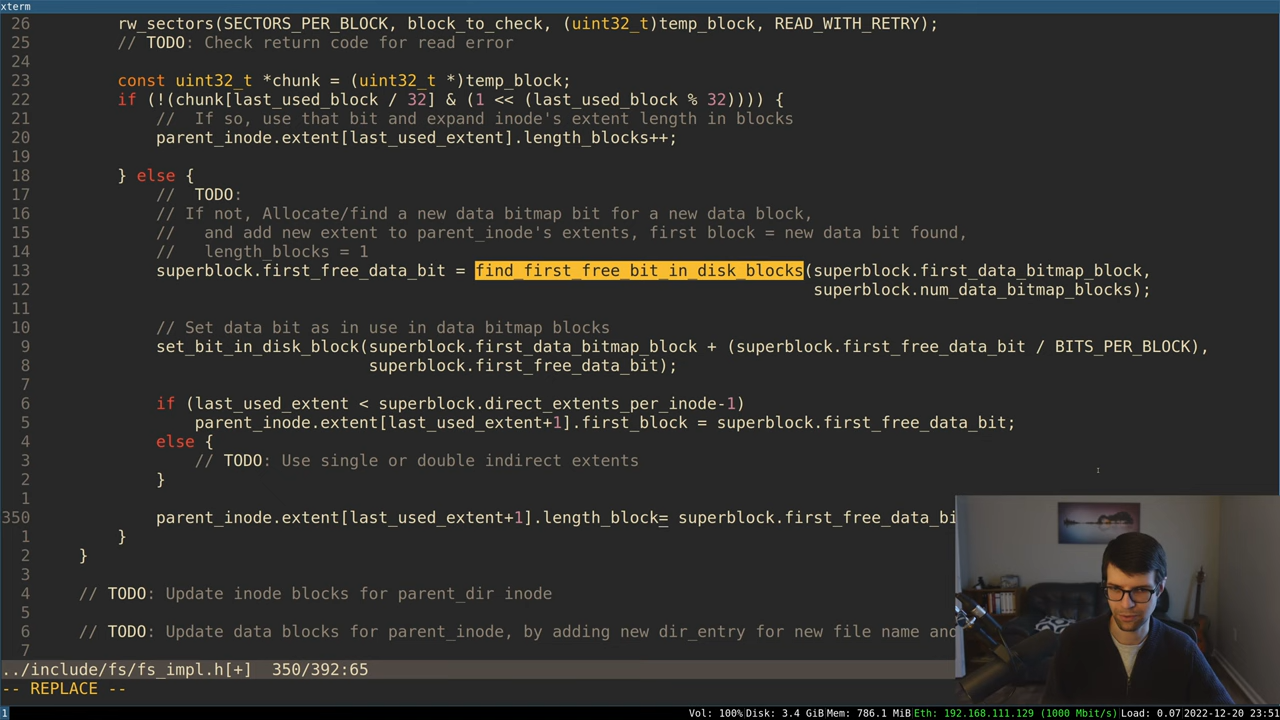 xterm
26 rw_sectors(SECTORS_PER_BLOCK, block_to_check, (uint32_t)temp_block, READ_WITH_RETRY);
25 // TODO: Check return code for read error
24
23 const uint32_t *chunk = (uint32_t *)temp_block;
22 if (!(chunk[last_used_block / 32] & (1 << (last_used_block % 32)))) {
21 //  If so, use that bit and expand inode's extent length in blocks
20 parent_inode.extent[last_used_extent].length_blocks++;
19
18 } else {
17 //  TODO:
16 // If not, Allocate/find a new data bitmap bit for a new data block,
15 //   and add new extent to parent_inode's extents, first block = new data bit found,
14 //   length_blocks = 1
13 superblock.first_free_data_bit = find_first_free_bit_in_disk_blocks(superblock.first_data_bitmap_block,
12 superblock.num_data_bitmap_blocks);
11
10 // Set data bit as in use in data bitmap blocks
9 set_bit_in_disk_block(superblock.first_data_bitmap_block + (superblock.first_free_data_bit / BITS_PER_BLOCK),
8 superblock.first_free_data_bit);
7
6 if (last_used_extent < superblock.direct_extents_per_inode-1)
5 parent_inode.extent[last_used_extent+1].first_block = superblock.first_free_data_bit;
4 else {
3 // TODO: Use single or double indirect extents
2 }
1
350 parent_inode.extent[last_used_extent+1].length_block= superblock.first_free_data_bi
1 }
2 }
3
4 // TODO: Update inode blocks for parent_dir inode
5
6 // TODO: Update data blocks for parent_inode, by adding new dir_entry for new file name and
7
../include/fs/fs_impl.h[+]  350/392:65
-- REPLACE --
1 Vol: 100% Disk: 3.4 GiB Mem: 786.1 MiB Eth: 192.168.111.129 (1000 Mbit/s) Load: 0.07 2022-12-20 23:51